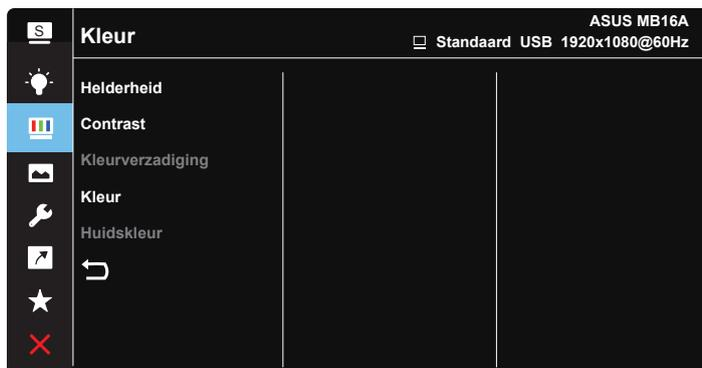 S
Kleur
ASUS MB16A
Standaard USB 1920x1080@60Hz
Helderheid
Contrast
Kleurverzadiging
Kleur
Huidskleur